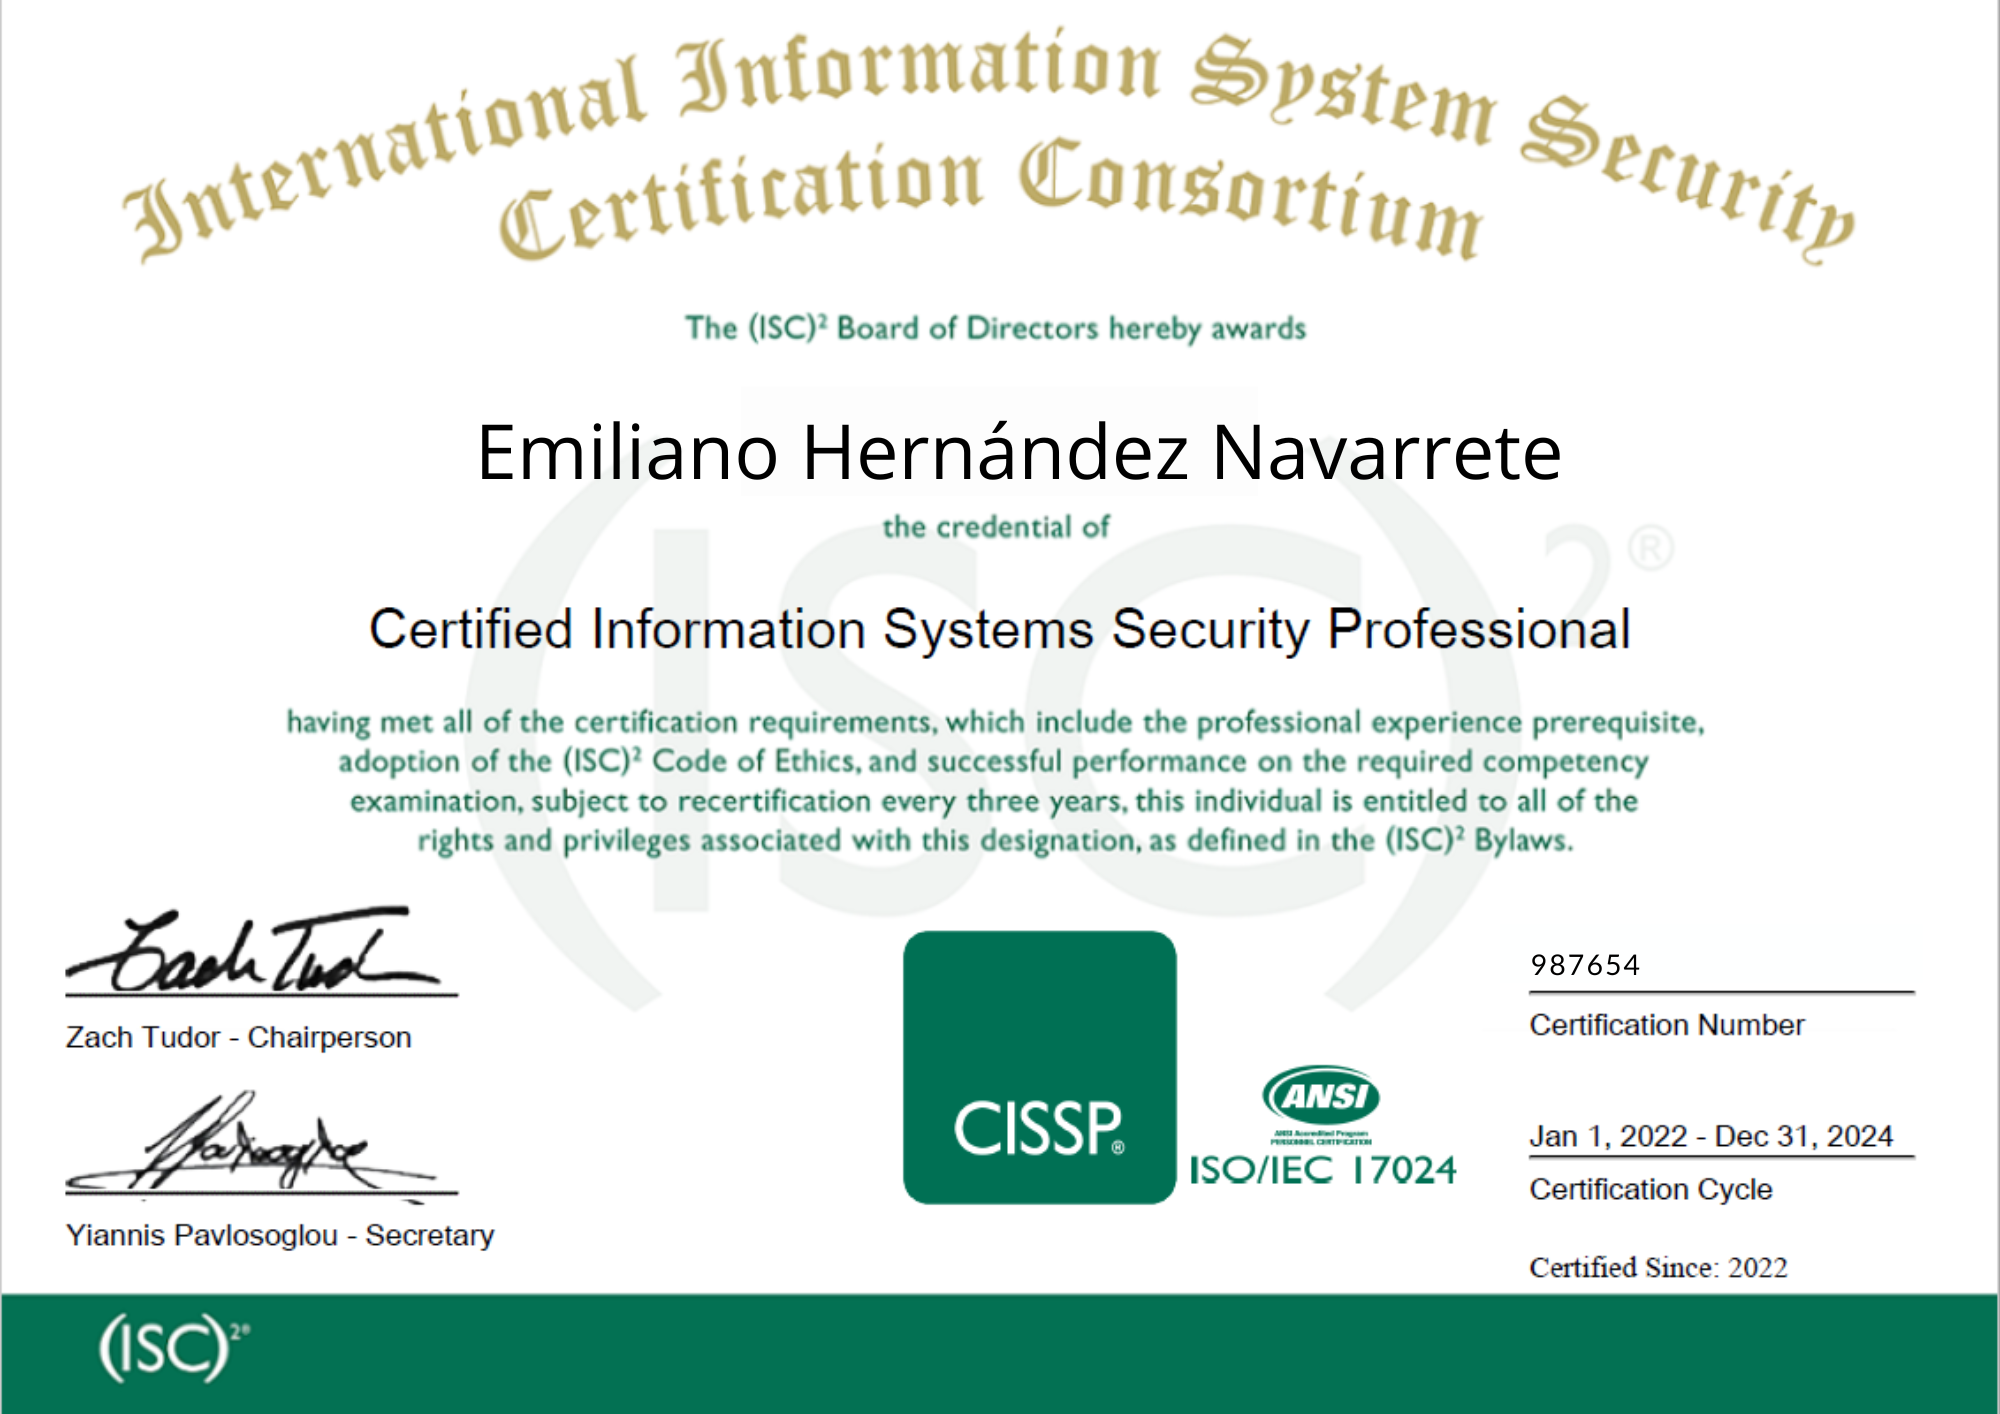 International Information System Security
Certification Consortium
The (ISC)² Board of Directors hereby awards
Emiliano Hernández Navarrete
the credential of
Certified Information Systems Security Professional
having met all of the certification requirements, which include the professional experience prerequisite,
adoption of the (ISC)² Code of Ethics, and successful performance on the required competency
examination, subject to recertification every three years, this individual is entitled to all of the
rights and privileges associated with this designation, as defined in the (ISC)² Bylaws.
(ISC)²®
Zach Tudor
Zach Tudor - Chairperson
Yiannis Pavlosoglou - Secretary
CISSP®
ANSI
ANSI Accredited Program
PERSONNEL CERTIFICATION
ISO/IEC 17024
987654
Certification Number
Jan 1, 2022 - Dec 31, 2024
Certification Cycle
Certified Since: 2022
(ISC)²®